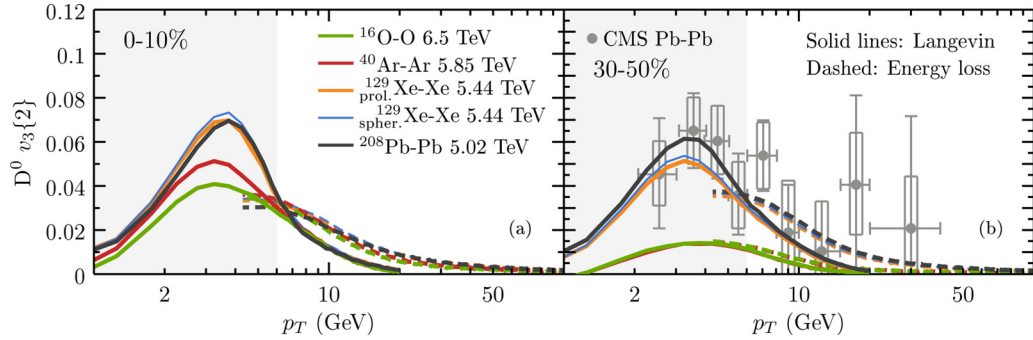 D⁰ v₃{2}
0.12
0.10
0.08
0.06
0.04
0.02
0
0-10%
¹⁶O-O 6.5 TeV
⁴⁰Ar-Ar 5.85 TeV
¹²⁹prol.Xe-Xe 5.44 TeV
¹²⁹spher.Xe-Xe 5.44 TeV
²⁰⁸Pb-Pb 5.02 TeV
(a)
2 10 50
p_T (GeV)
CMS Pb-Pb
30-50%
Solid lines: Langevin
Dashed: Energy loss
(b)
2 10 50
p_T (GeV)